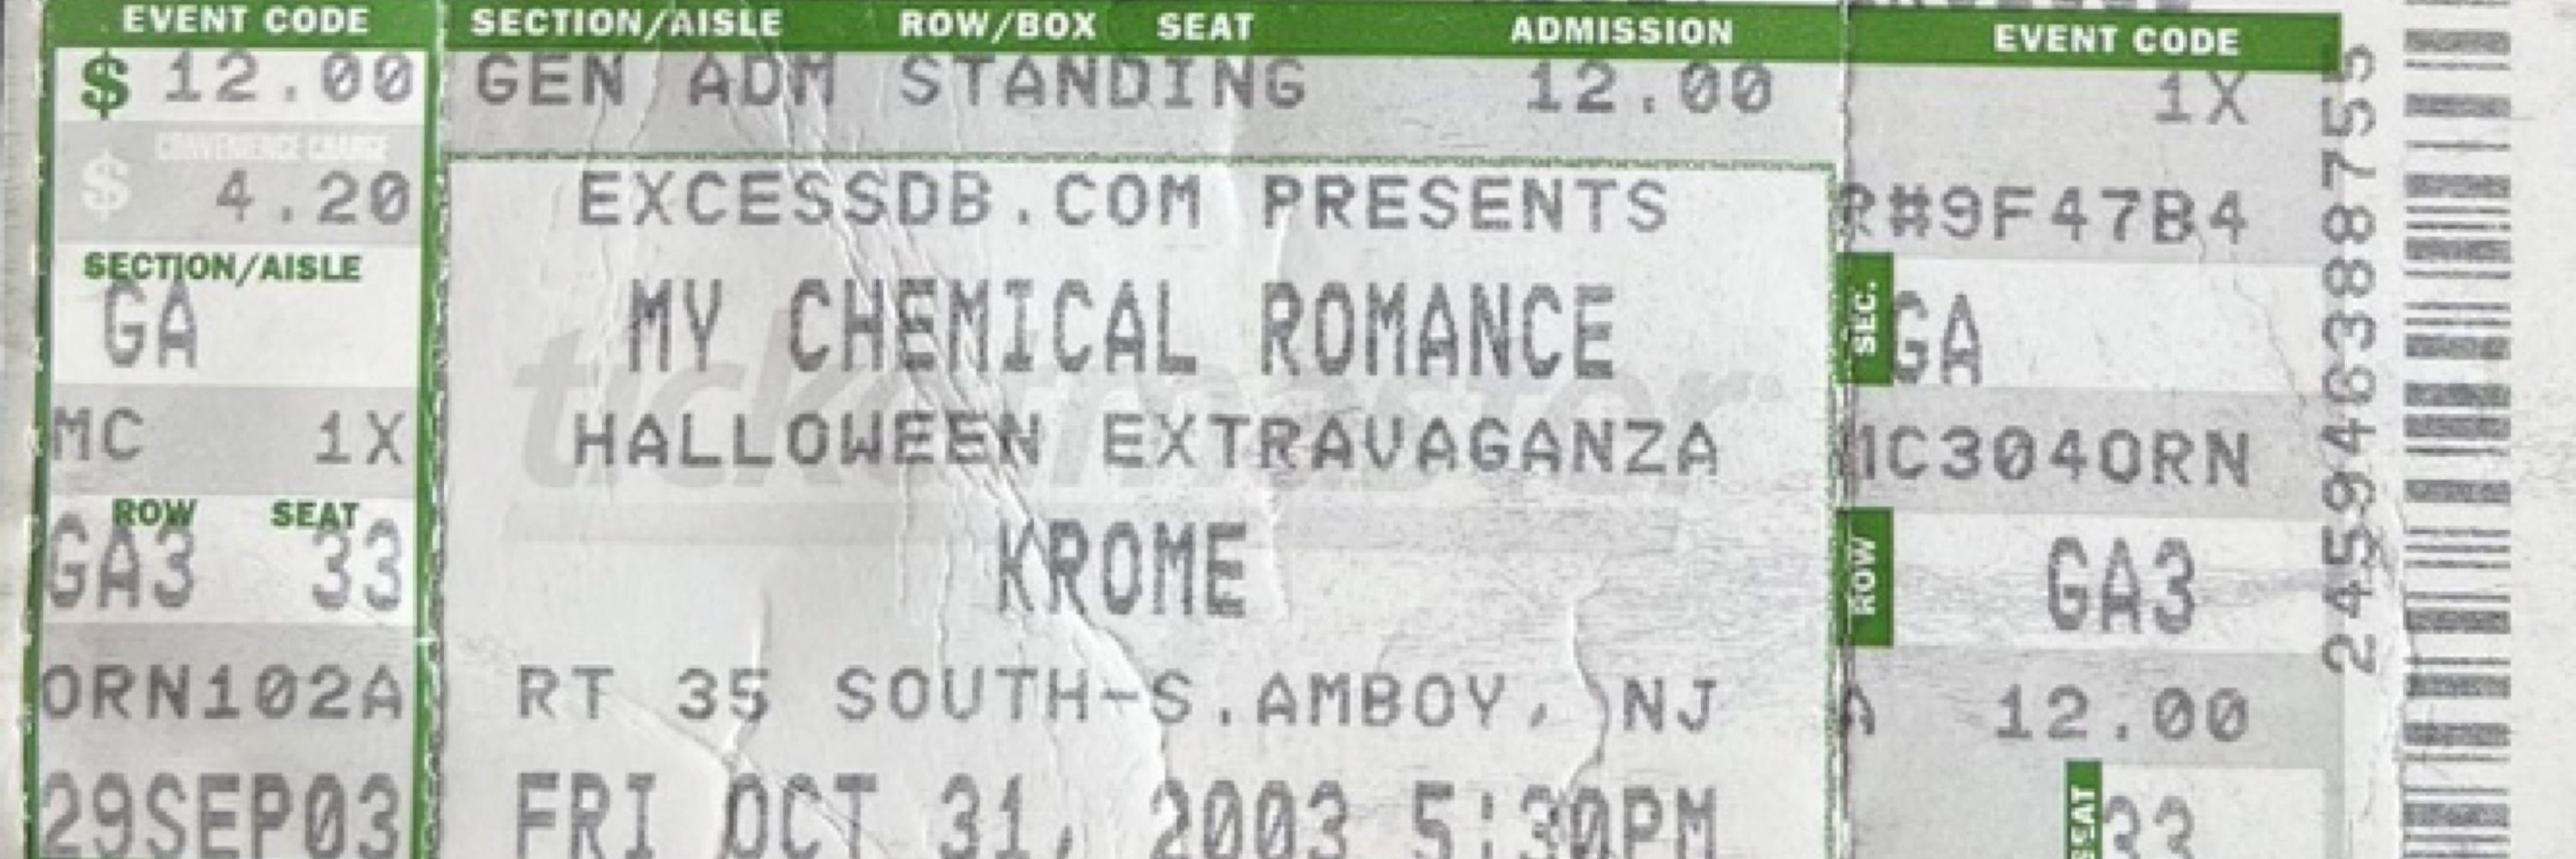 EVENT CODE
$ 12.00
CONVENIENCE CHARGE
$ 4.20
SECTION/AISLE
GA
MC 1X
ROW SEAT
GA3 33
ORN102A
29SEP03
SECTION/AISLE ROW/BOX SEAT ADMISSION
GEN ADM STANDING 12.00
EXCESSDB.COM PRESENTS
MY CHEMICAL ROMANCE
ticketmaster
HALLOWEEN EXTRAVAGANZA
KROME
RT 35 SOUTH-S.AMBOY, NJ
FRI OCT 31, 2003 5:30PM
EVENT CODE
1X
R#9F47B4
SEC.
GA
MC304ORN
ROW
GA3
A 12.00
SEAT
33
245946388755